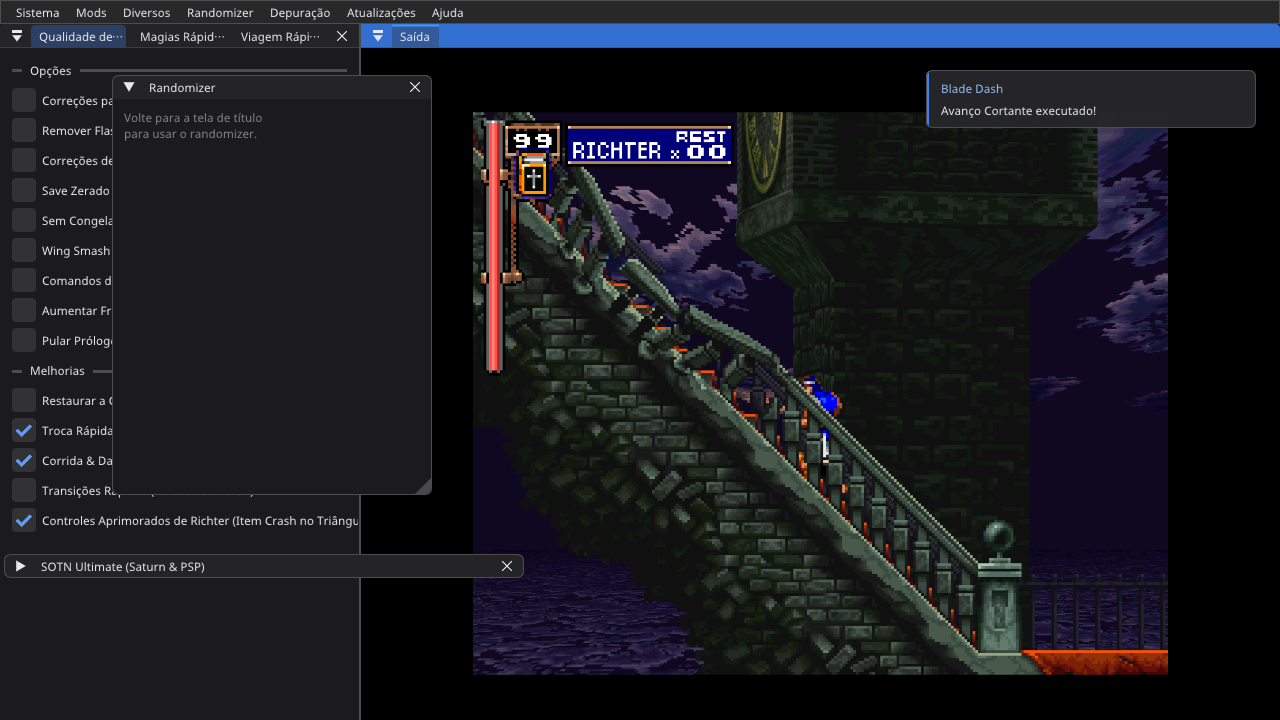 Sistema Mods Diversos Randomizer Depuração Atualizações Ajuda
Qualidade de··· Magias Rápid··· Viagem Rápi···
Saída
Opções
Correções pa
Remover Flas
Correções de
Save Zerado
Sem Congela
Wing Smash
Comandos d
Aumentar Fr
Pular Prólogo
Melhorias
Restaurar a
Troca Rápida
Corrida & Da
Transições
Controles Aprimorados de Richter (Item Crash no Triângu
Randomizer
Volte para a tela de título
para usar o randomizer.
SOTN Ultimate (Saturn & PSP)
Blade Dash
Avanço Cortante executado!
99
REST
RICHTER x 00